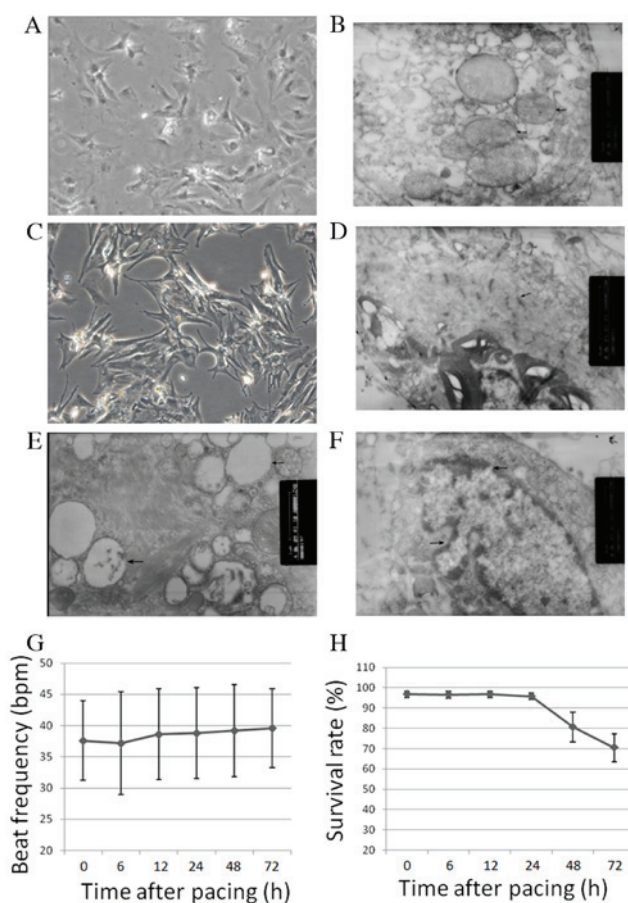 A
B
C
D
E
F
G
Beat frequency (bpm)
50
45
40
35
30
25
20
0 6 12 24 48 72
Time after pacing (h)
H
Survival rate (%)
110
100
90
80
70
60
50
40
30
20
0 6 12 24 48 72
Time after pacing (h)